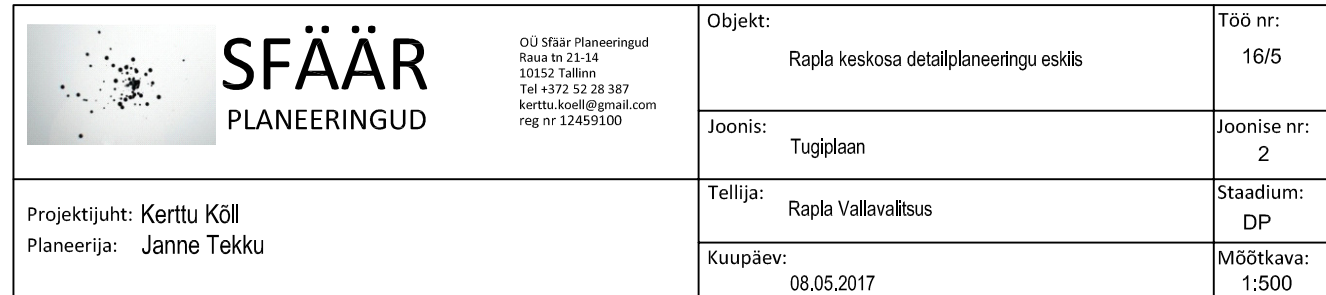 SFÄÄR
PLANEERINGUD
OÜ Sfäär Planeeringud
Raua tn 21-14
10152 Tallinn
Tel +372 52 28 387
kerttu.koell@gmail.com
reg nr 12459100
Objekt:
Rapla keskosa detailplaneeringu eskiis
Töö nr:
16/5
Joonis:
Tugiplaan
Joonise nr:
2
Projektijuht: Kerttu Kõll
Planeerija: Janne Tekku
Tellija:
Rapla Vallavalitsus
Staadium:
DP
Kuupäev:
08.05.2017
Mõõtkava:
1:500